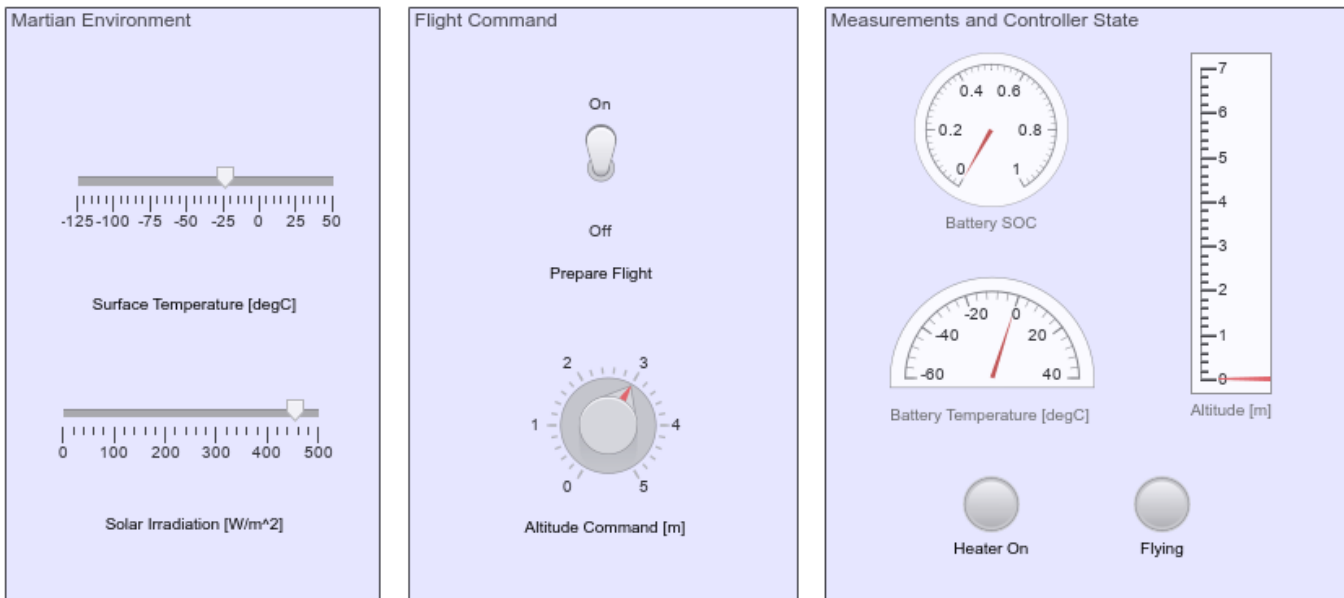 Martian Environment
-125 -100 -75 -50 -25 0 25 50
Surface Temperature [degC]
0 100 200 300 400 500
Solar Irradiation [W/m^2]
Flight Command
On
Off
Prepare Flight
0 1 2 3 4 5
Altitude Command [m]
Measurements and Controller State
0 0.2 0.4 0.6 0.8 1
Battery SOC
-60 -40 -20 0 20 40
Battery Temperature [degC]
7
6
5
4
3
2
1
0
Altitude [m]
Heater On
Flying